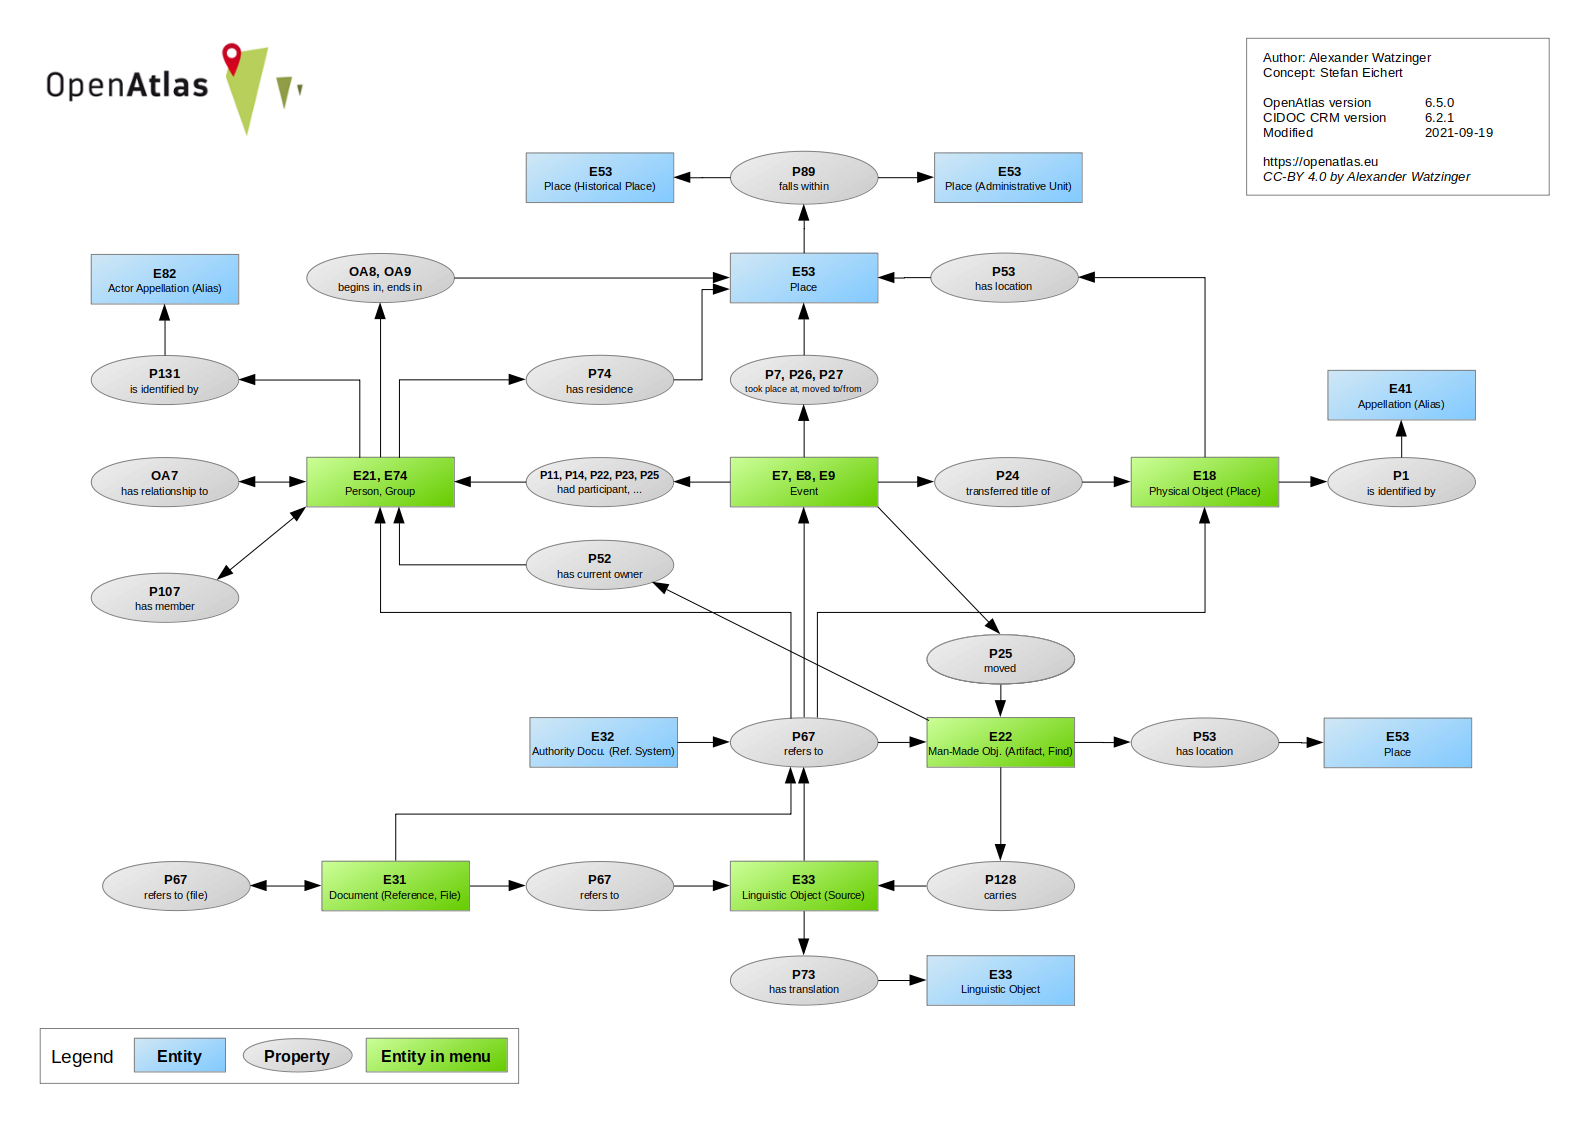 OpenAtlas
Author: Alexander Watzinger
Concept: Stefan Eichert
OpenAtlas version 6.5.0
CIDOC CRM version 6.2.1
Modified 2021-09-19
https://openatlas.eu
CC-BY 4.0 by Alexander Watzinger
E53
Place (Historical Place)
P89
falls within
E53
Place (Administrative Unit)
E82
Actor Appellation (Alias)
OA8, OA9
begins in, ends in
E53
Place
P53
has location
P131
is identified by
P74
has residence
P7, P26, P27
took place at, moved to/from
E41
Appellation (Alias)
OA7
has relationship to
E21, E74
Person, Group
P11, P14, P22, P23, P25
had participant, ...
E7, E8, E9
Event
P24
transferred title of
E18
Physical Object (Place)
P1
is identified by
P52
has current owner
P107
has member
P25
moved
E32
Authority Docu. (Ref. System)
P67
refers to
E22
Man-Made Obj. (Artifact, Find)
P53
has location
E53
Place
P67
refers to (file)
E31
Document (Reference, File)
P67
refers to
E33
Linguistic Object (Source)
P128
carries
P73
has translation
E33
Linguistic Object
Legend
Entity
Property
Entity in menu